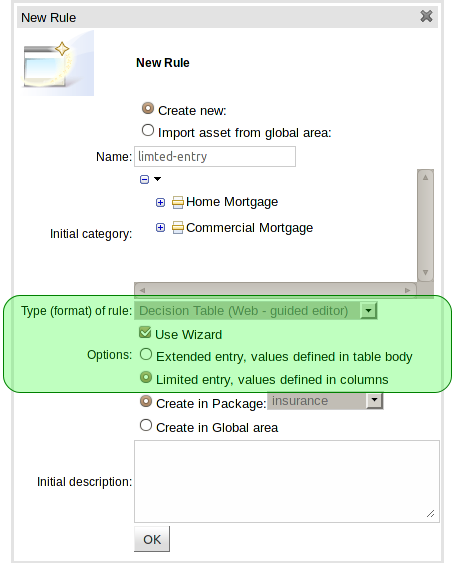 New Rule
New Rule
Create new:
Import asset from global area:
Name: limted-entry
Home Mortgage
Initial category:
Commercial Mortgage
Type (format) of rule: Decision Table (Web - guided editor)
Use Wizard
Options: Extended entry, values defined in table body
Limited entry, values defined in columns
Create in Package: insurance
Create in Global area
Initial description:
OK